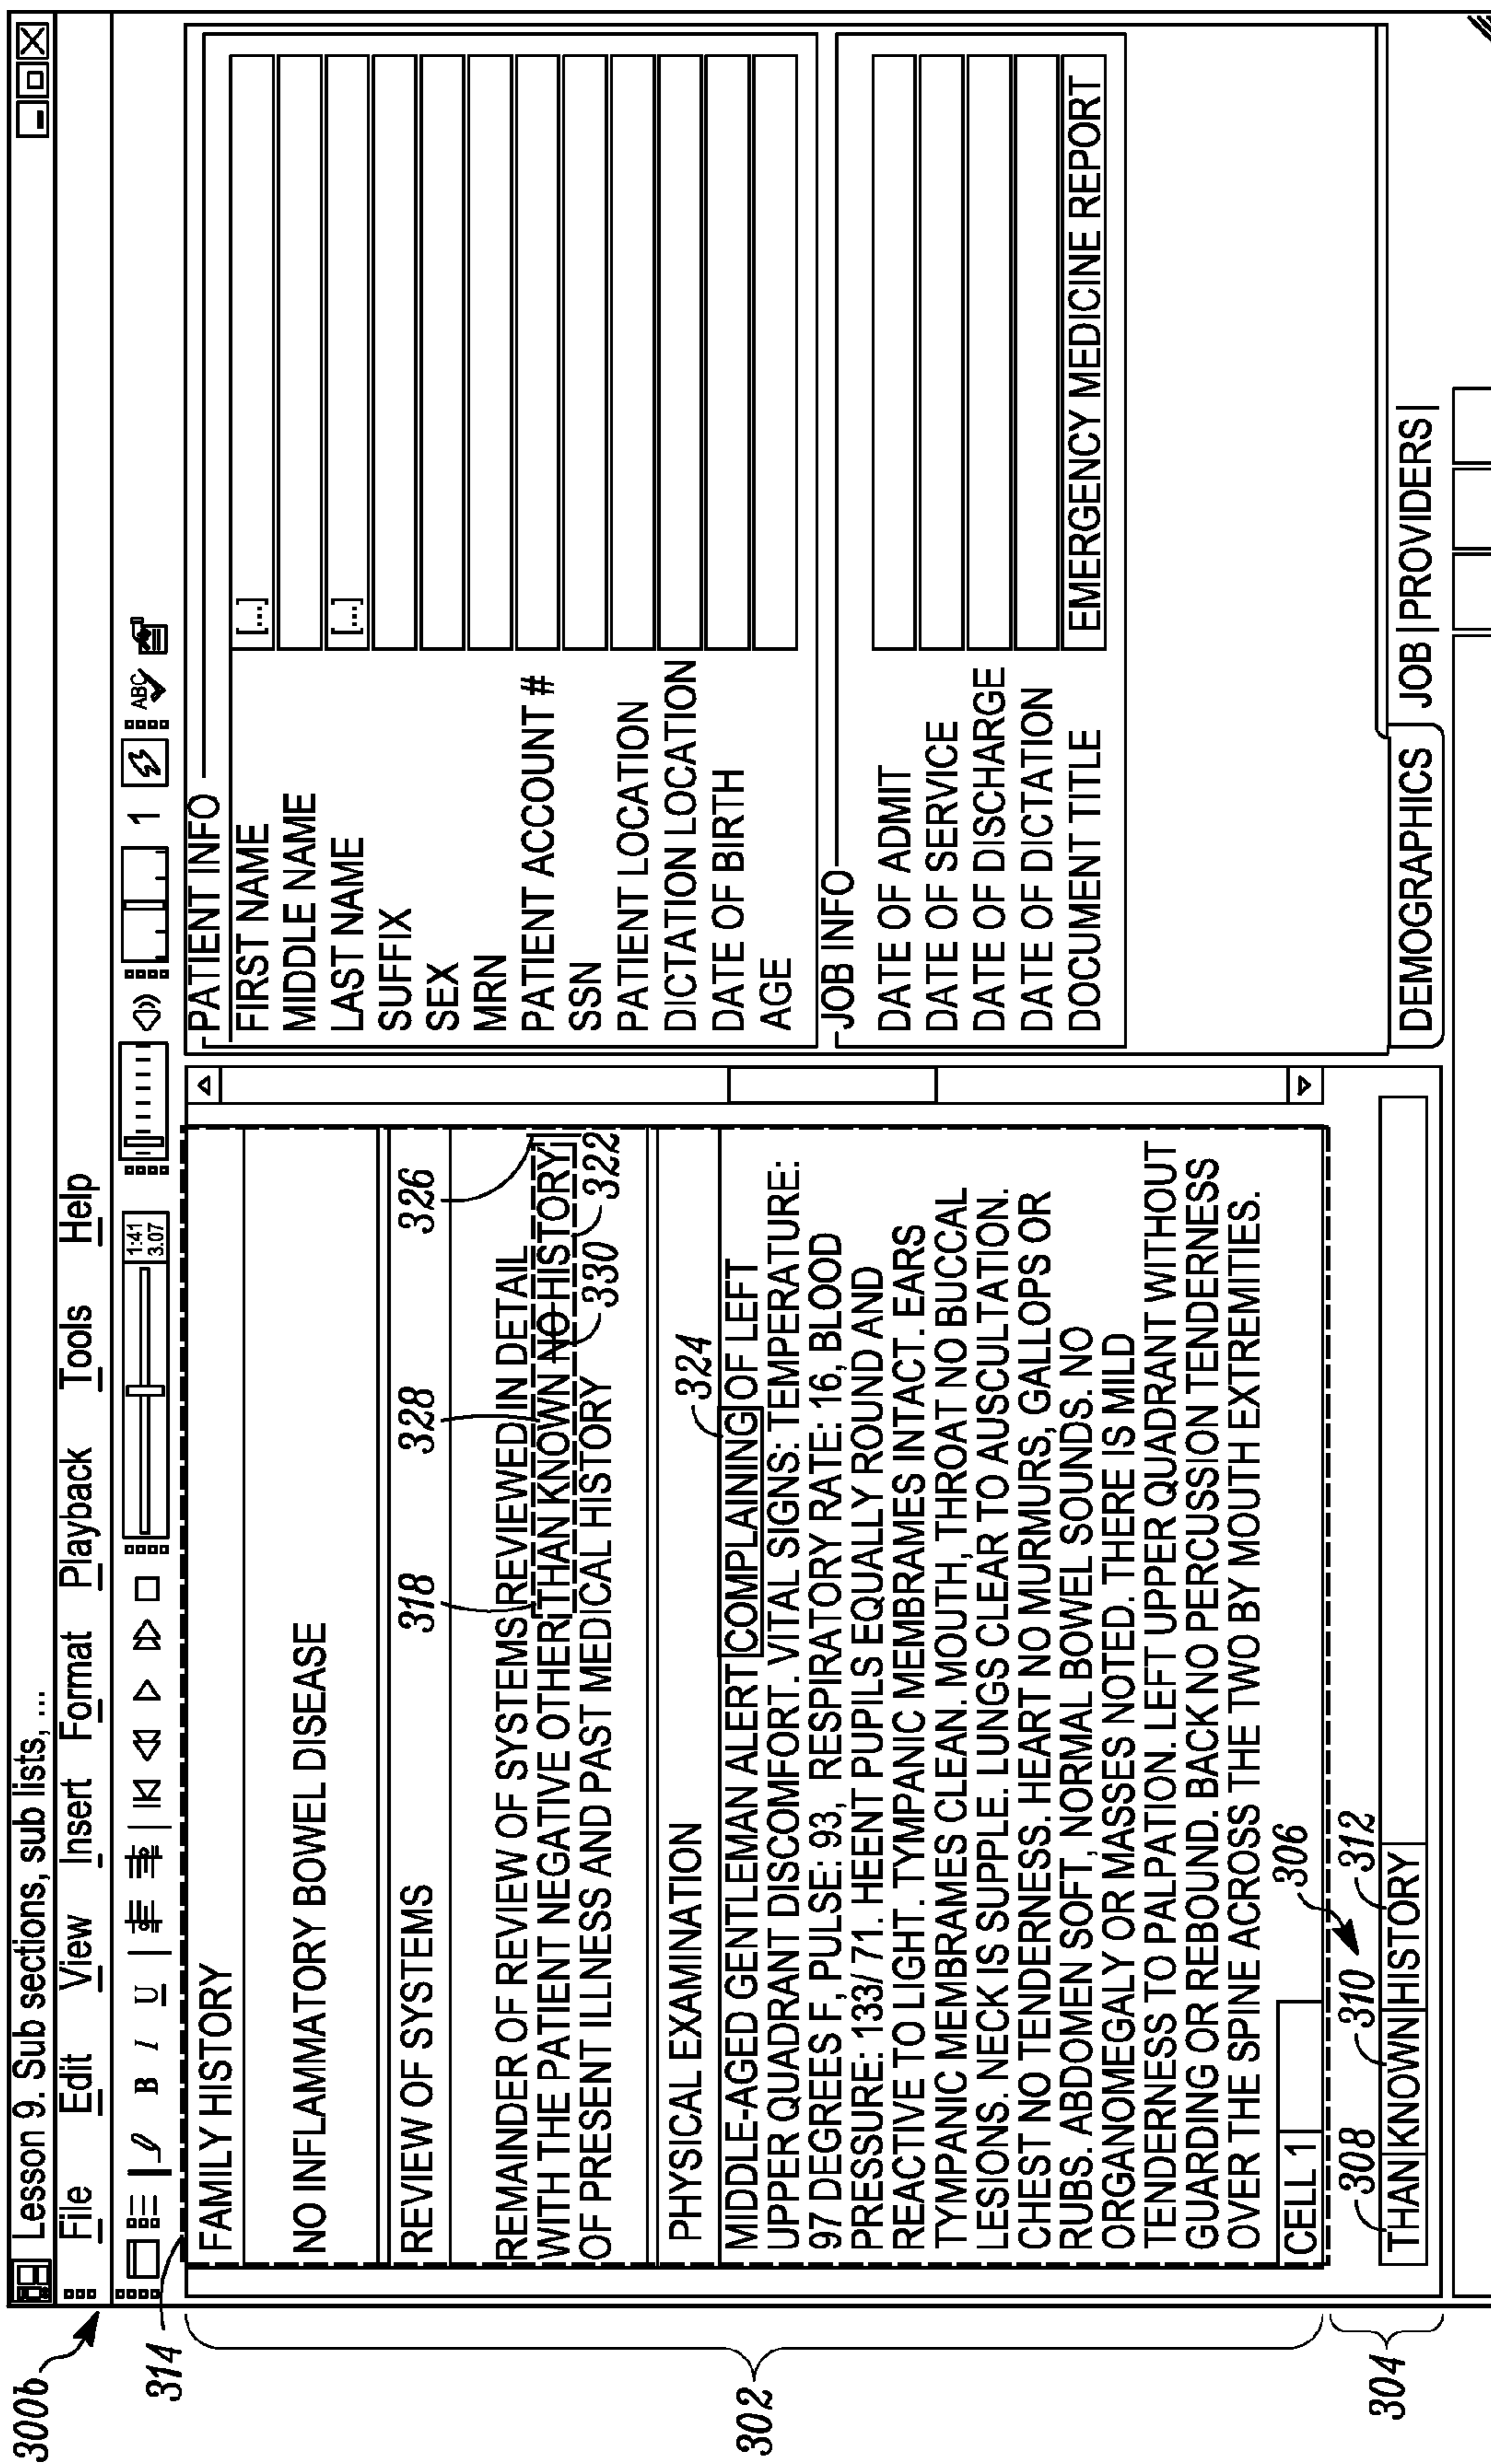 300b
Lesson 9. Sub sections, sub lists, ...
File Edit View Insert Format Playback Tools Help
B I U 1:41 3.07 1 ABC
314
FAMILY HISTORY
NO INFLAMMATORY BOWEL DISEASE
REVIEW OF SYSTEMS
318 328 326
REMAINDER OF REVIEW OF SYSTEMS REVIEWED IN DETAIL
WITH THE PATIENT NEGATIVE OTHER THAN KNOWN NO HISTORY
OF PRESENT ILLNESS AND PAST MEDICAL HISTORY
330 322
PHYSICAL EXAMINATION
324
MIDDLE-AGED GENTLEMAN ALERT COMPLAINING OF LEFT
UPPER QUADRANT DISCOMFORT. VITAL SIGNS: TEMPERATURE:
97 DEGREES F, PULSE: 93, RESPIRATORY RATE: 16, BLOOD
PRESSURE: 133/71. HEENT PUPILS EQUALLY ROUND AND
REACTIVE TO LIGHT. TYMPANIC MEMBRAMES INTACT. EARS
TYMPANIC MEMBRAMES CLEAN. MOUTH, THROAT NO BUCCAL
LESIONS. NECK IS SUPPLE. LUNGS CLEAR TO AUSCULTATION.
CHEST NO TENDERNESS. HEART NO MURMURS, GALLOPS OR
RUBS. ABDOMEN SOFT, NORMAL BOWEL SOUNDS. NO
ORGANOMEGALY OR MASSES NOTED. THERE IS MILD
TENDERNESS TO PALPATION. LEFT UPPER QUADRANT WITHOUT
GUARDING OR REBOUND. BACK NO PERCUSSION TENDERNESS
OVER THE SPINE ACROSS THE TWO BY MOUTH EXTREMITIES.
CELL 1
302
306
308 310 312
THAN KNOWN HISTORY
304
PATIENT INFO
FIRST NAME [...]
MIDDLE NAME
LAST NAME [...]
SUFFIX
SEX
MRN
PATIENT ACCOUNT #
SSN
PATIENT LOCATION
DICTATION LOCATION
DATE OF BIRTH
AGE
JOB INFO
DATE OF ADMIT
DATE OF SERVICE
DATE OF DISCHARGE
DATE OF DICTATION
DOCUMENT TITLE EMERGENCY MEDICINE REPORT
DEMOGRAPHICS JOB PROVIDERS